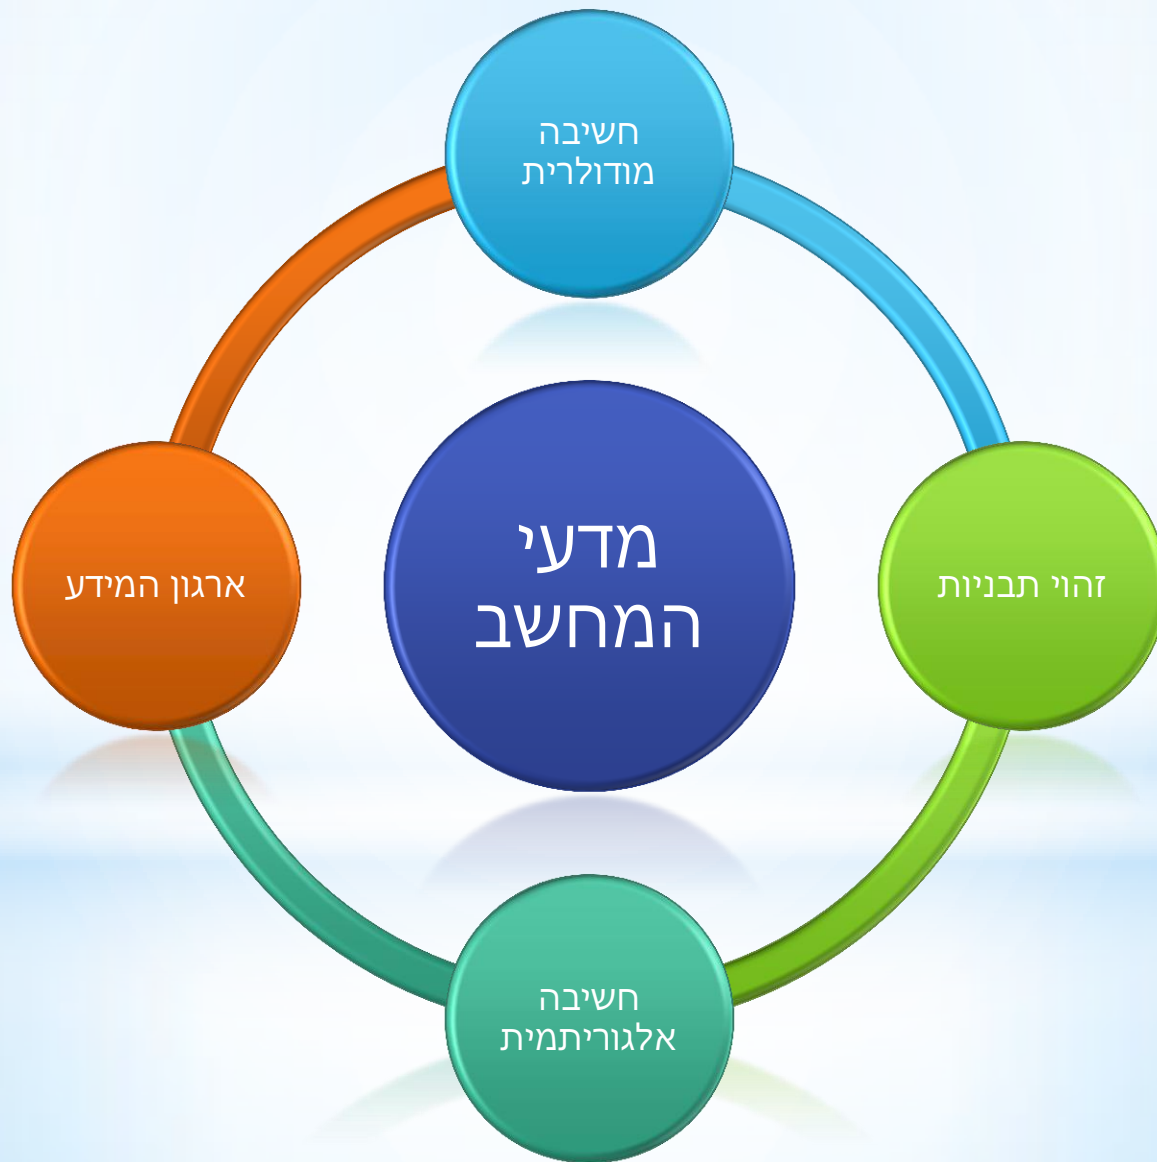 חשיבה
מודולרית
זהוי תבניות
מדעי
המחשב
ארגון המידע
חשיבה
אלגוריתמית